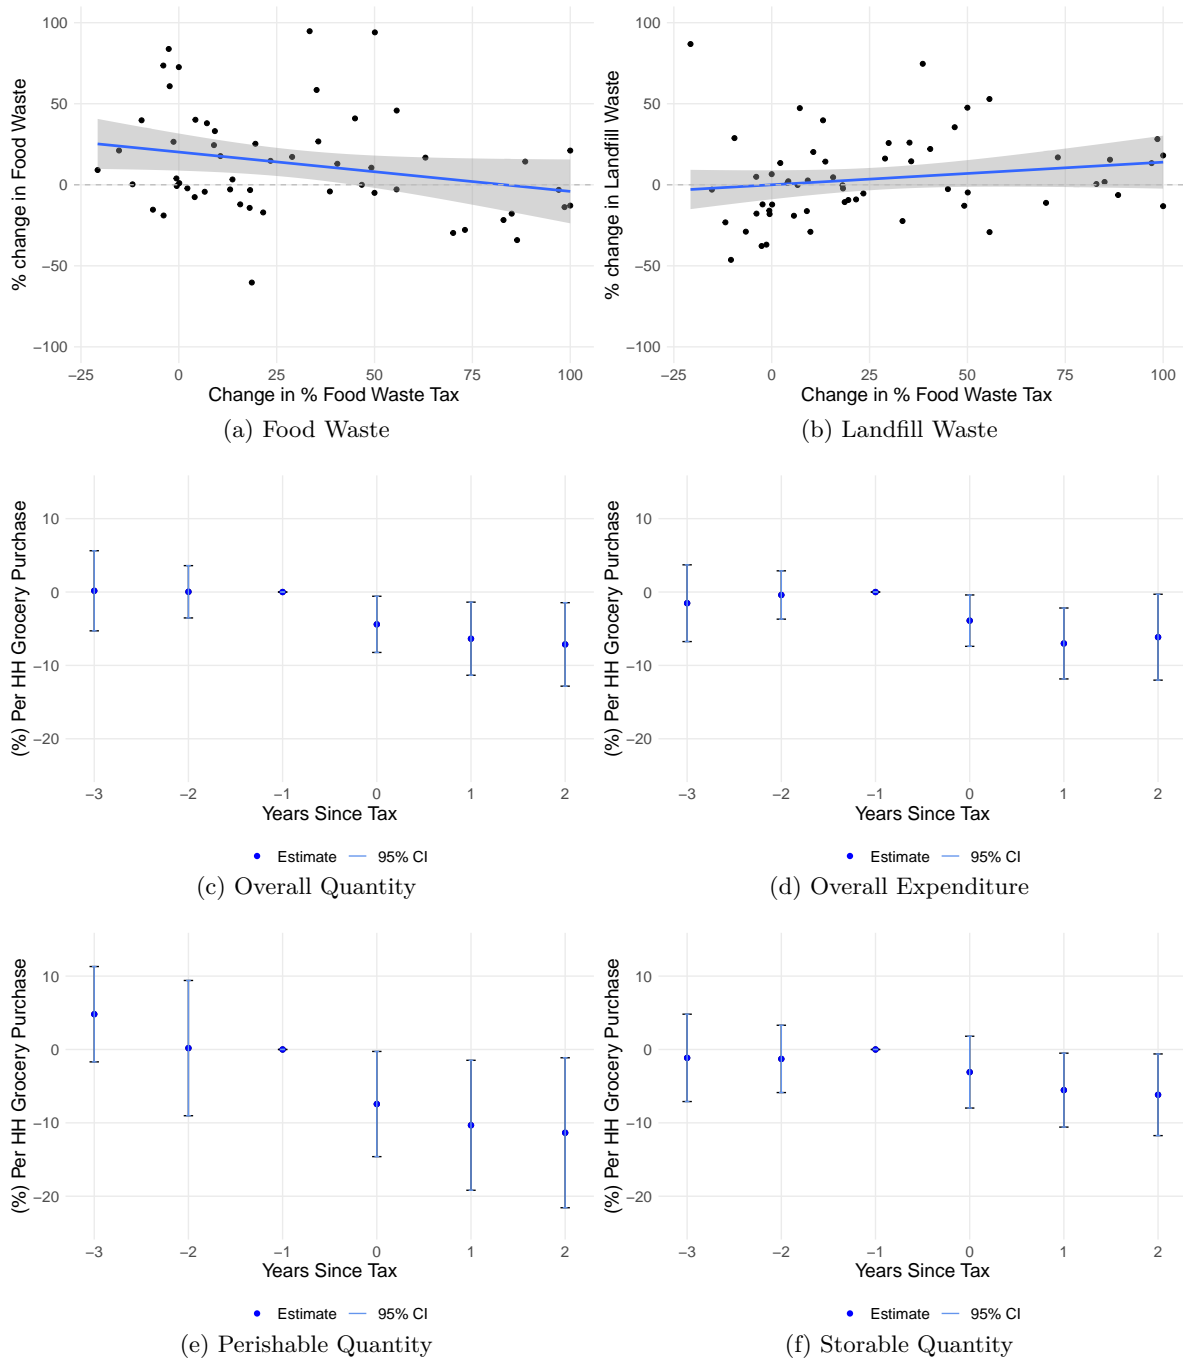 100
50
0
−50
−100
% change in Food Waste
−25 0 25 50 75 100
Change in % Food Waste Tax
(a) Food Waste
100
50
0
−50
−100
% change in Landfill Waste
−25 0 25 50 75 100
Change in % Food Waste Tax
(b) Landfill Waste
10
0
−10
−20
(%) Per HH Grocery Purchase
−3 −2 −1 0 1 2
Years Since Tax
Estimate 95% CI
(c) Overall Quantity
10
0
−10
−20
(%) Per HH Grocery Purchase
−3 −2 −1 0 1 2
Years Since Tax
Estimate 95% CI
(d) Overall Expenditure
10
0
−10
−20
(%) Per HH Grocery Purchase
−3 −2 −1 0 1 2
Years Since Tax
Estimate 95% CI
(e) Perishable Quantity
10
0
−10
−20
(%) Per HH Grocery Purchase
−3 −2 −1 0 1 2
Years Since Tax
Estimate 95% CI
(f) Storable Quantity